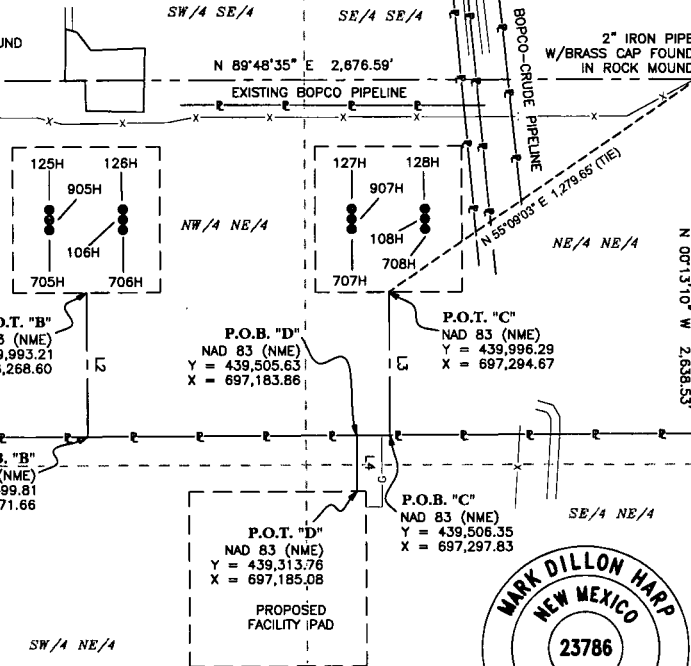 SW/4 SE/4
SE/4 SE/4
UND
2" IRON PIPE
W/BRASS CAP FOUND
IN ROCK MOUND
N 89°48'35" E 2,676.59'
EXISTING BOPCO PIPELINE
BOPCO-CRUDE PIPELINE
N 55°09'03" E 1,279.65' (TIE)
125H
126H
905H
106H
705H
706H
NW/4 NE/4
127H
128H
907H
108H
708H
707H
NE/4 NE/4
N 00°13'10" W 2,638.53'
O.T. "B"
3 (NME)
9,993.21
,268.60
L2
P.O.B. "D"
NAD 83 (NME)
Y = 439,505.63
X = 697,183.86
L3
P.O.T. "C"
NAD 83 (NME)
Y = 439,996.29
X = 697,294.67
B. "B"
(NME)
99.81
71.66
L4
G
P.O.T. "D"
NAD 83 (NME)
Y = 439,313.76
X = 697,185.08
P.O.B. "C"
NAD 83 (NME)
Y = 439,506.35
X = 697,297.83
SE/4 NE/4
PROPOSED
FACILITY PAD
SW/4 NE/4
MARK DILLON HARP
NEW MEXICO
23786